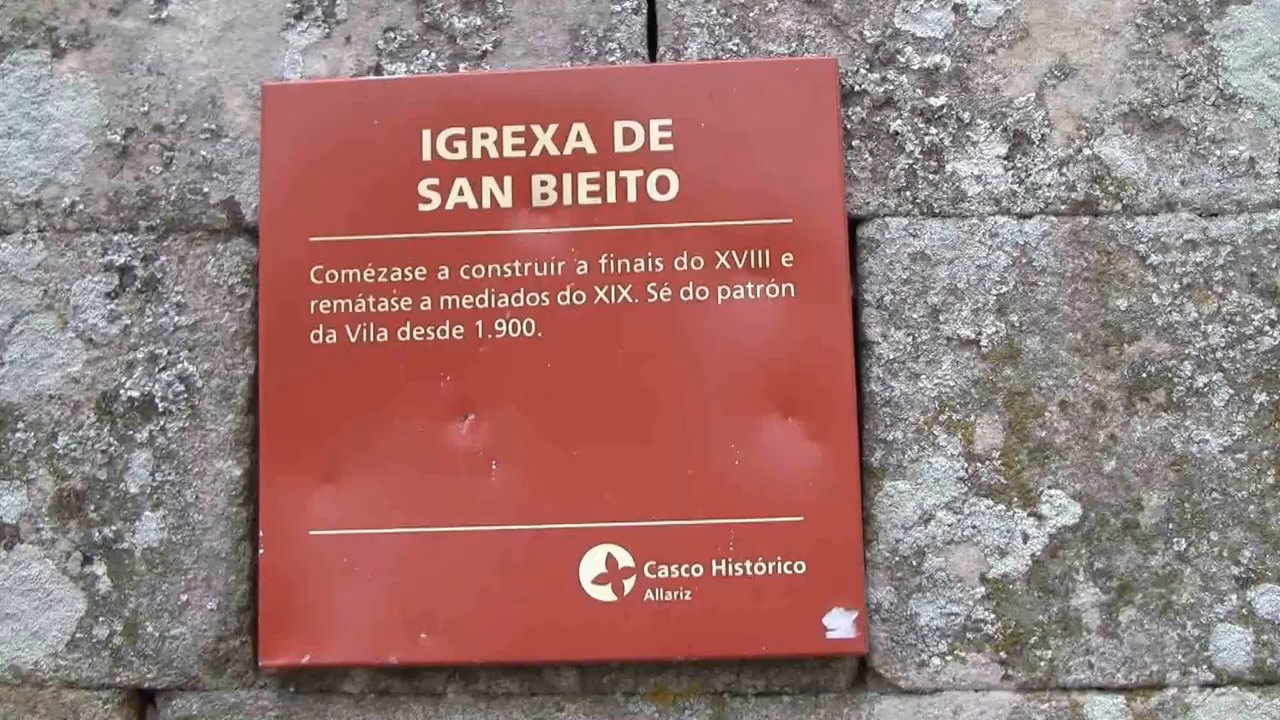 IGREXA DE
SAN BIEITO
Comézase a construír a finais do XVIII e
remátase a mediados do XIX. Sé do patrón
da Vila desde 1.900.
Casco Histórico
Allariz